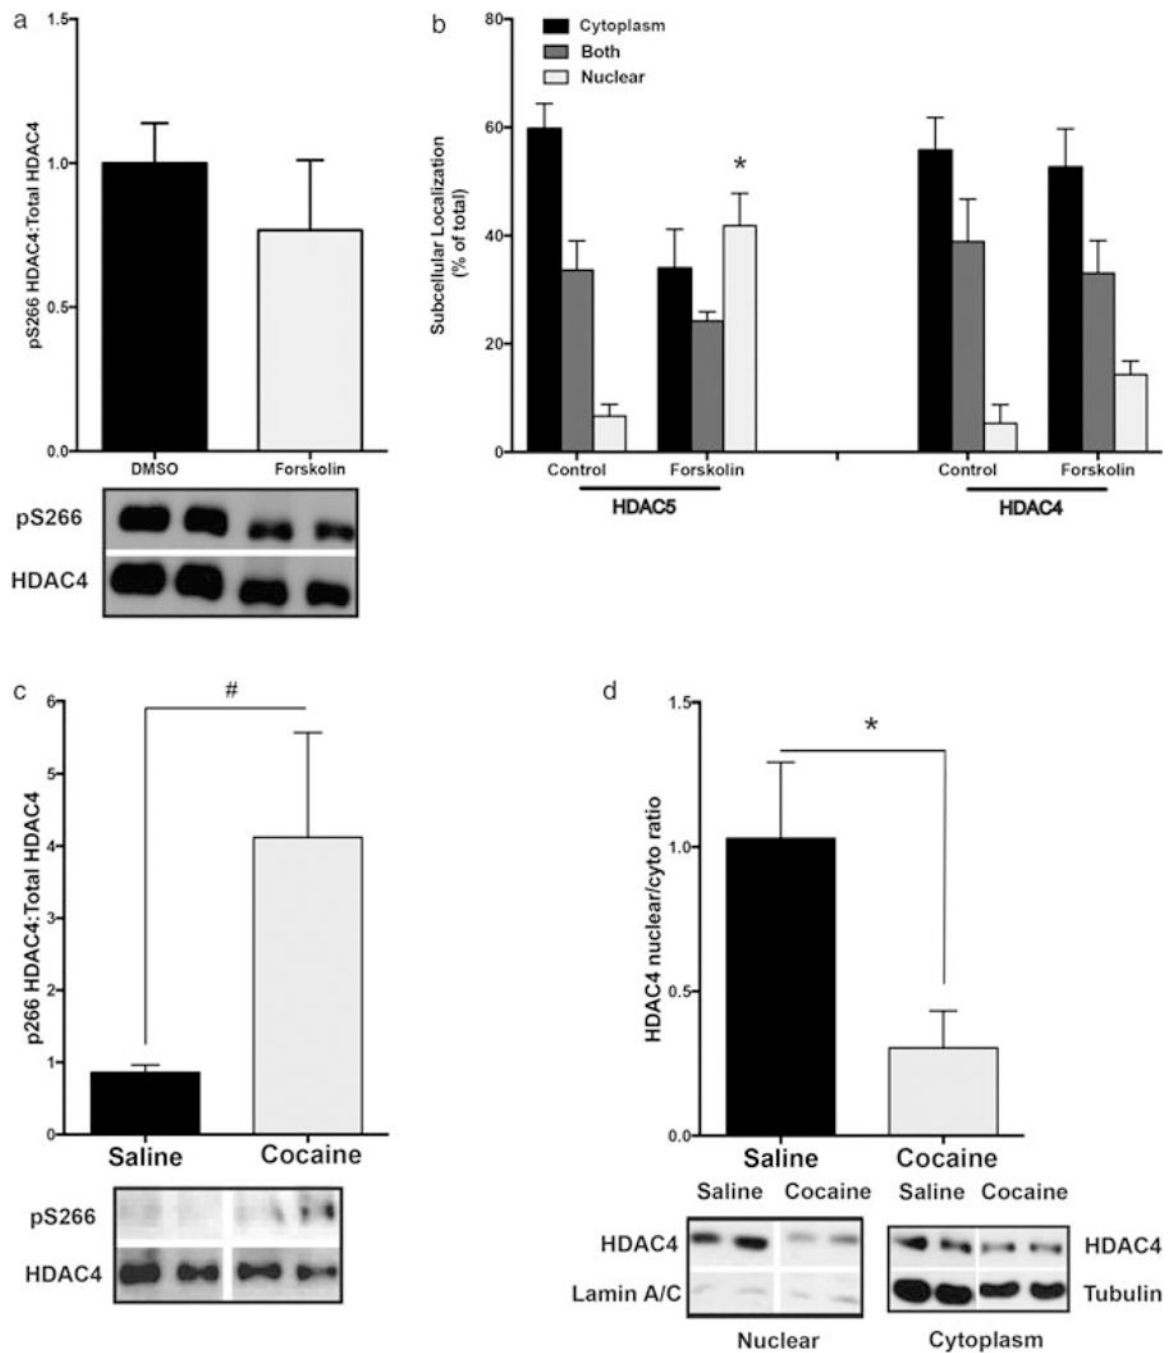 a
1.5
1.0
0.5
0.0
pS266 HDAC4:Total HDAC4
DMSO Forskolin
pS266
HDAC4
b
80
60
40
20
0
Subcellular Localization
(% of total)
Cytoplasm
Both
Nuclear
*
Control Forskolin Control Forskolin
HDAC5 HDAC4
c
6
5
4
3
2
1
0
p266 HDAC4:Total HDAC4
#
Saline Cocaine
pS266
HDAC4
d
1.5
1.0
0.5
0.0
HDAC4 nuclear/cyto ratio
*
Saline Cocaine
Saline Cocaine Saline Cocaine
HDAC4 HDAC4
Lamin A/C Tubulin
Nuclear Cytoplasm